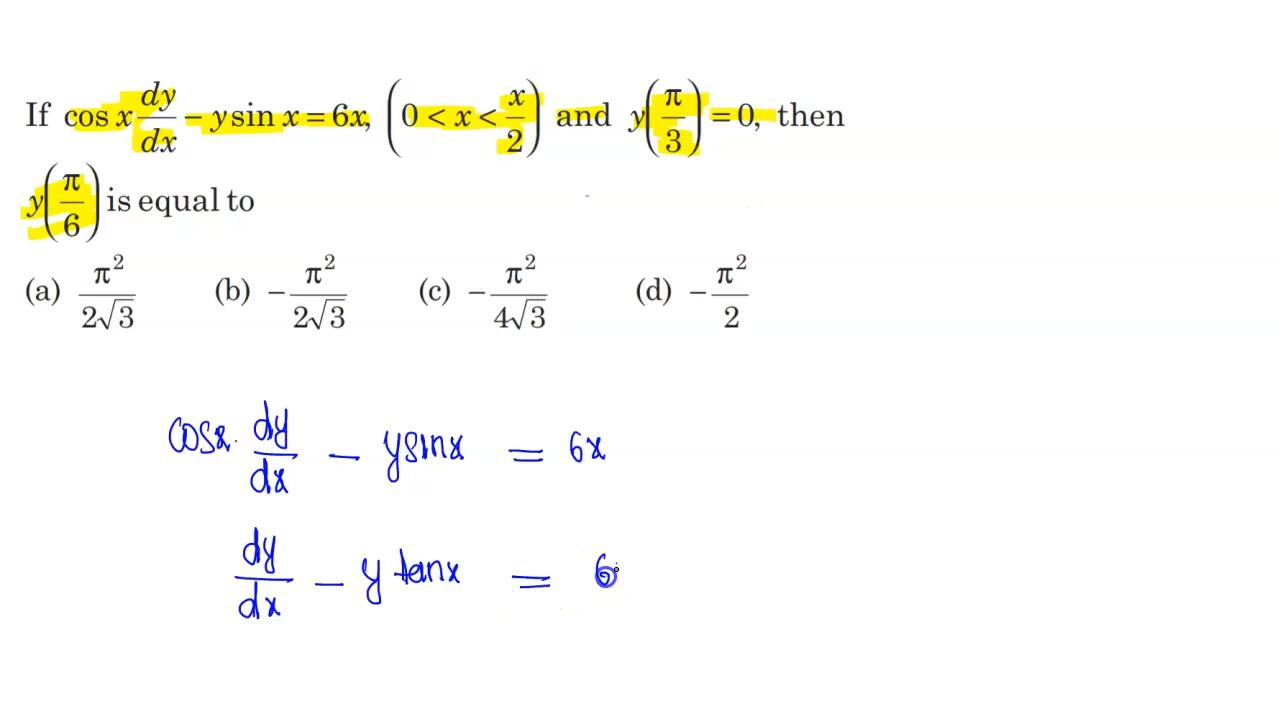 If cos x dy/dx − y sin x = 6x, (0 < x < x/2) and y(π/3) = 0, then
y(π/6) is equal to
(a) π²/2√3 (b) −π²/2√3 (c) −π²/4√3 (d) −π²/2
cosx. dy/dx − ysinx = 6x
dy/dx − y tanx = 6